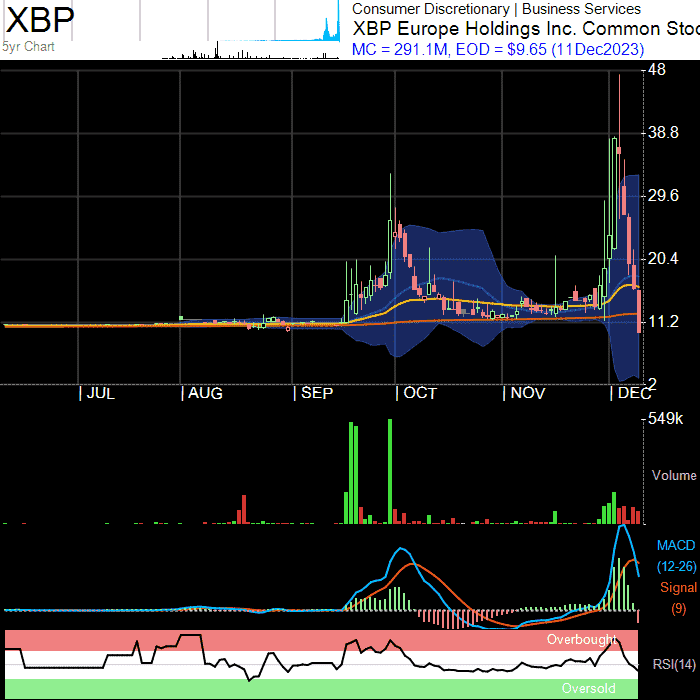 XBP
5yr Chart
Consumer Discretionary | Business Services
XBP Europe Holdings Inc. Common Stoc
MC = 291.1M, EOD = $9.65 (11Dec2023)
48
38.8
29.6
20.4
11.2
2
| JUL | AUG | SEP | OCT | NOV | DEC
549k
Volume
MACD
(12-26)
Signal
(9)
Overbought
RSI(14)
Oversold